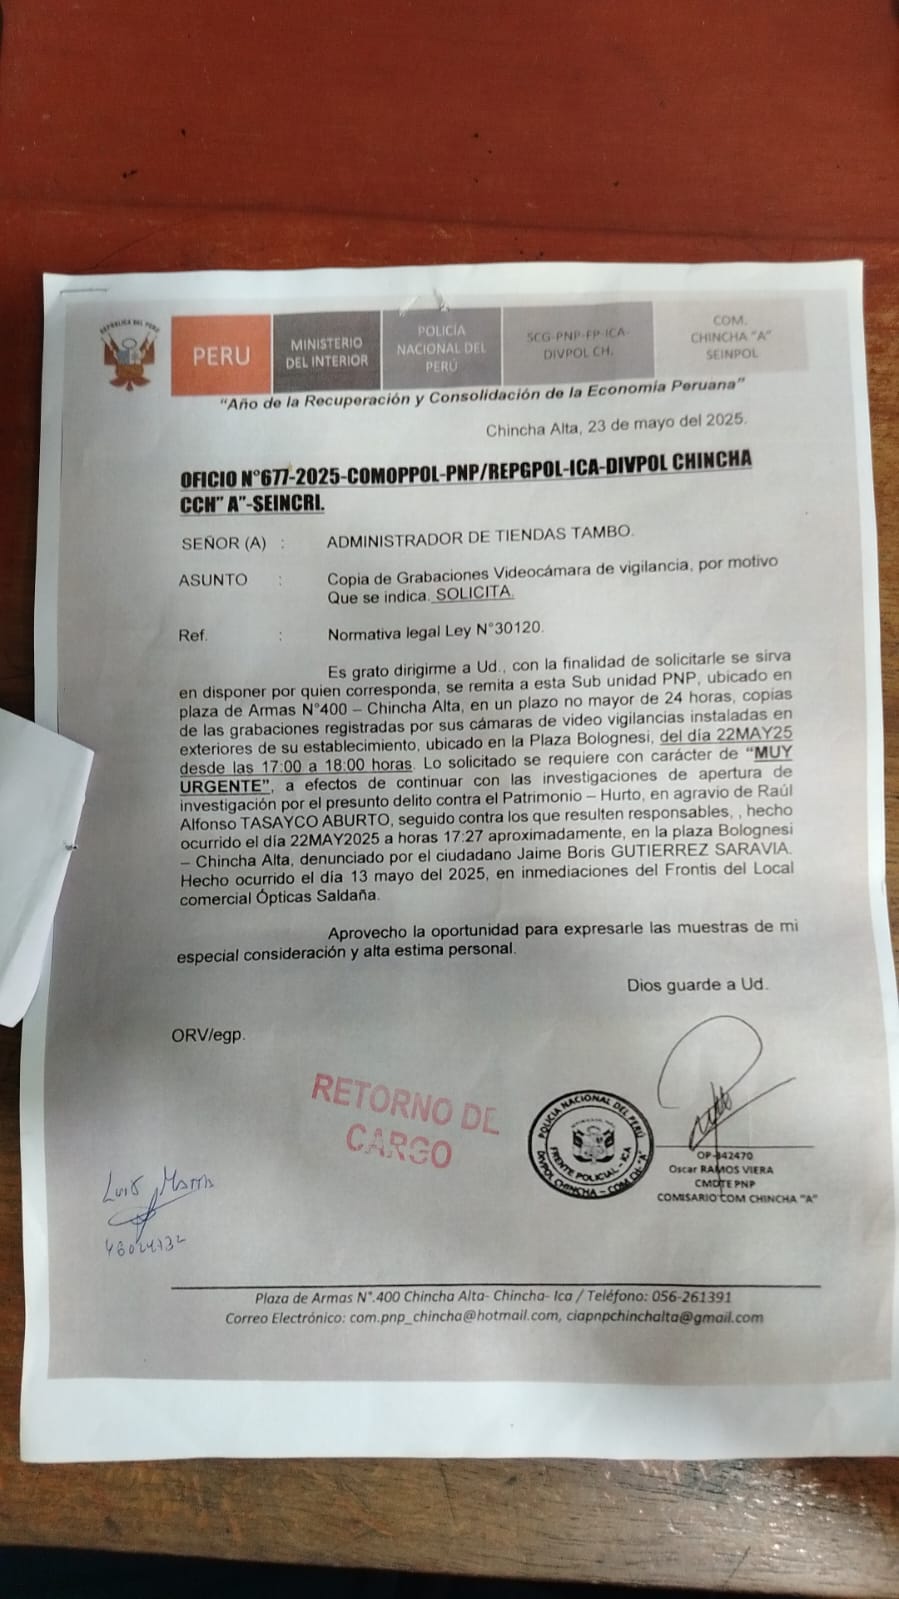 REPUBLICA DEL PERU
PERU
MINISTERIO
DEL INTERIOR
POLICÍA
NACIONAL DEL
PERÚ
SCG-PNP-FP-ICA-
DIVPOL CH.
COM.
CHINCHA "A"
SEINPOL
"Año de la Recuperación y Consolidación de la Economía Peruana"
Chincha Alta, 23 de mayo del 2025.
OFICIO N°677-2025-COMOPPOL-PNP/REPGPOL-ICA-DIVPOL CHINCHA
CCH" A"-SEINCRI.
SEÑOR (A) : ADMINISTRADOR DE TIENDAS TAMBO.
ASUNTO : Copia de Grabaciones Videocámara de vigilancia, por motivo
Que se indica. SOLICITA.
Ref. : Normativa legal Ley N°30120.
Es grato dirigirme a Ud., con la finalidad de solicitarle se sirva
en disponer por quien corresponda, se remita a esta Sub unidad PNP, ubicado en
plaza de Armas N°400 – Chincha Alta, en un plazo no mayor de 24 horas, copias
de las grabaciones registradas por sus cámaras de video vigilancias instaladas en
exteriores de su establecimiento, ubicado en la Plaza Bolognesi, del día 22MAY25
desde las 17:00 a 18:00 horas. Lo solicitado se requiere con carácter de "MUY
URGENTE", a efectos de continuar con las investigaciones de apertura de
investigación por el presunto delito contra el Patrimonio – Hurto, en agravio de Raúl
Alfonso TASAYCO ABURTO, seguido contra los que resulten responsables, , hecho
ocurrido el día 22MAY2025 a horas 17:27 aproximadamente, en la plaza Bolognesi
– Chincha Alta, denunciado por el ciudadano Jaime Boris GUTIERREZ SARAVIA.
Hecho ocurrido el día 13 mayo del 2025, en inmediaciones del Frontis del Local
comercial Ópticas Saldaña.
Aprovecho la oportunidad para expresarle las muestras de mi
especial consideración y alta estima personal.
Dios guarde a Ud.
ORV/egp.
RETORNO DE
CARGO
POLICIA NACIONAL DEL PERÚ
FRENTE POLICIAL - ICA
DIVPOL CHINCHA – COM. CH. "A"
Oscar RAMOS VIERA
CMDTE PNP
COMISARIO COM CHINCHA "A"
Luis
Plaza de Armas N°.400 Chincha Alta- Chincha- Ica / Teléfono: 056-261391
Correo Electrónico: com.pnp_chincha@hotmail.com, ciapnpchinchalta@gmail.com